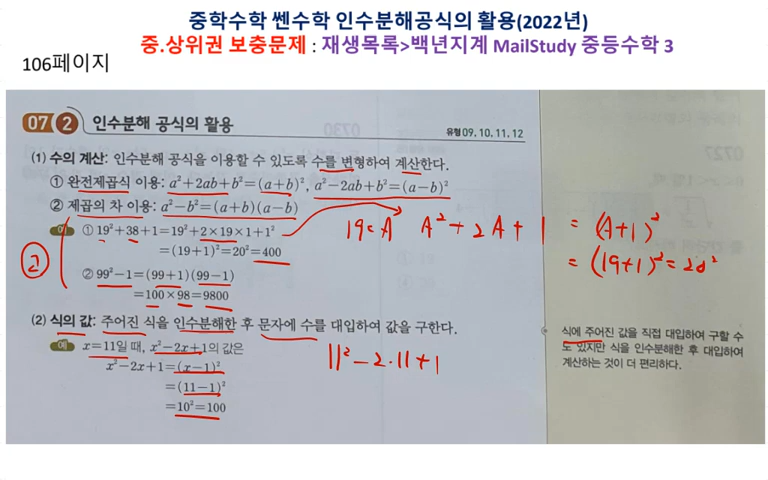 중학수학 쎈수학 인수분해공식의 활용(2022년)
중.상위권 보충문제 : 재생목록>백년지계 MailStudy 중등수학 3
106페이지
07 2 인수분해 공식의 활용
유형 09, 10, 11, 12
(1) 수의 계산: 인수분해 공식을 이용할 수 있도록 수를 변형하여 계산한다.
① 완전제곱식 이용: a²+2ab+b²=(a+b)², a²-2ab+b²=(a-b)²
② 제곱의 차 이용: a²-b²=(a+b)(a-b)
예 ① 19²+38+1=19²+2×19×1+1²
=(19+1)²=20²=400
② 99²-1=(99+1)(99-1)
=100×98=9800
②
19=A A²+2A+1 = (A+1)²
= (19+1)²=20²
(2) 식의 값: 주어진 식을 인수분해한 후 문자에 수를 대입하여 값을 구한다.
예 x=11일 때, x²-2x+1의 값은
x²-2x+1=(x-1)²
=(11-1)²
=10²=100
11²-2·11+1
식에 주어진 값을 직접 대입하여 구할 수
도 있지만 식을 인수분해한 후 대입하여
계산하는 것이 더 편리하다.